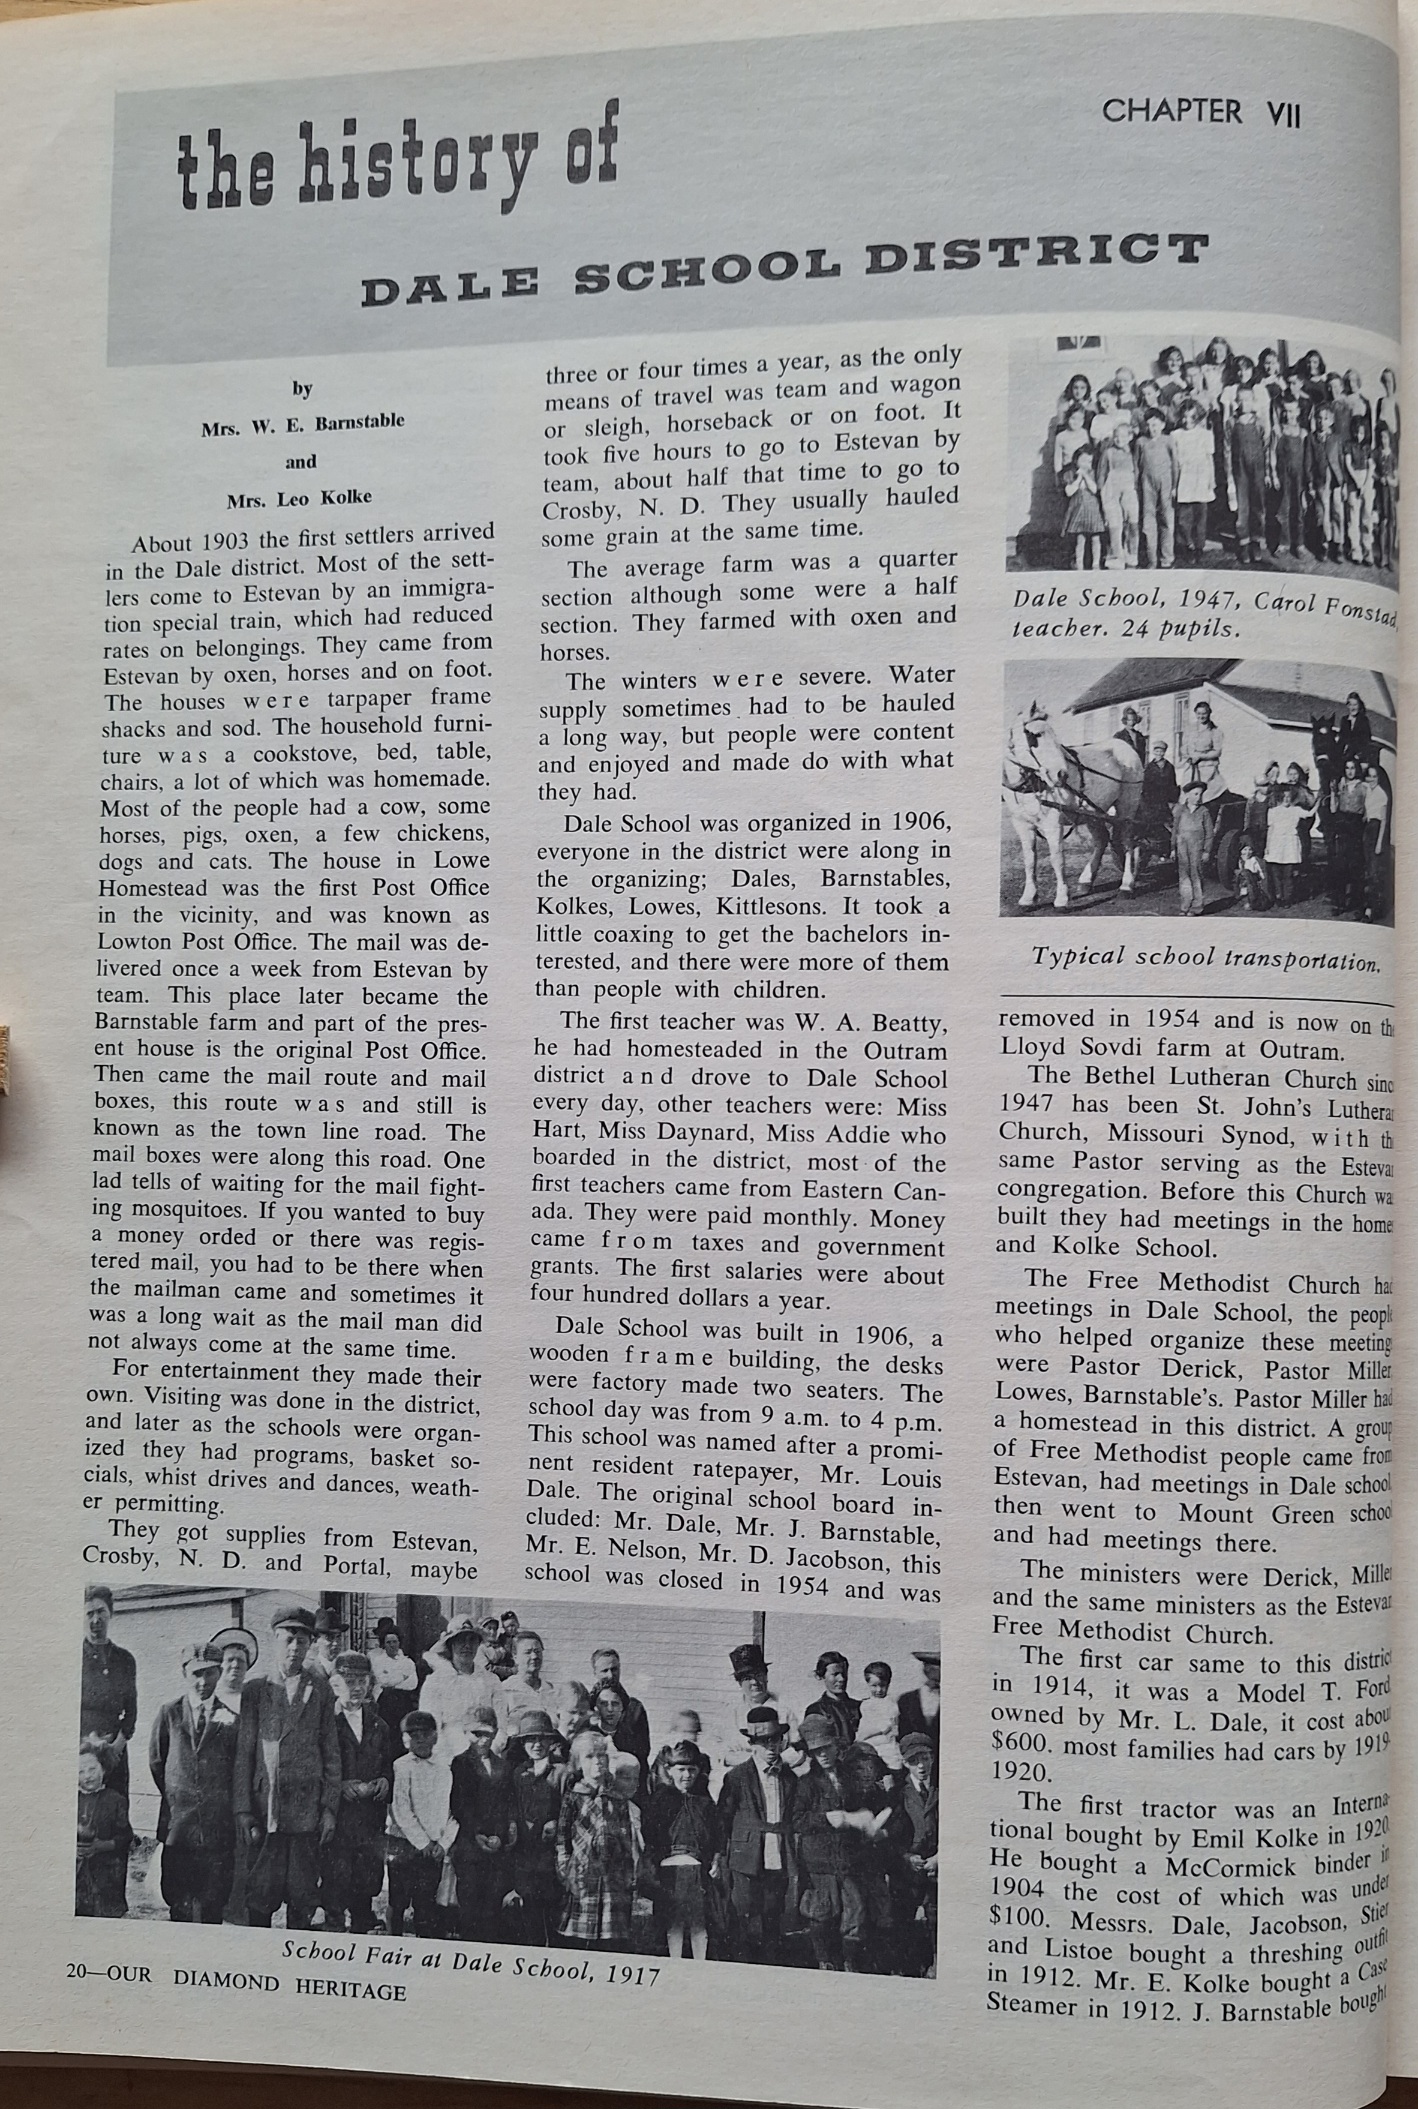 CHAPTER VII
the history of
DALE SCHOOL DISTRICT
by
Mrs. W. E. Barnstable
and
Mrs. Leo Kolke
About 1903 the first settlers arrived
in the Dale district. Most of the sett-
lers come to Estevan by an immigra-
tion special train, which had reduced
rates on belongings. They came from
Estevan by oxen, horses and on foot.
The houses were tarpaper frame
shacks and sod. The household furni-
ture was a cookstove, bed, table,
chairs, a lot of which was homemade.
Most of the people had a cow, some
horses, pigs, oxen, a few chickens,
dogs and cats. The house in Lowe
Homestead was the first Post Office
in the vicinity, and was known as
Lowton Post Office. The mail was de-
livered once a week from Estevan by
team. This place later became the
Barnstable farm and part of the pres-
ent house is the original Post Office.
Then came the mail route and mail
boxes, this route was and still is
known as the town line road. The
mail boxes were along this road. One
lad tells of waiting for the mail fight-
ing mosquitoes. If you wanted to buy
a money orded or there was regis-
tered mail, you had to be there when
the mailman came and sometimes it
was a long wait as the mail man did
not always come at the same time.
For entertainment they made their
own. Visiting was done in the district,
and later as the schools were organ-
ized they had programs, basket so-
cials, whist drives and dances, weath-
er permitting.
They got supplies from Estevan,
Crosby, N. D. and Portal, maybe
three or four times a year, as the only
means of travel was team and wagon
or sleigh, horseback or on foot. It
took five hours to go to Estevan by
team, about half that time to go to
Crosby, N. D. They usually hauled
some grain at the same time.
The average farm was a quarter
section although some were a half
section. They farmed with oxen and
horses.
The winters were severe. Water
supply sometimes had to be hauled
a long way, but people were content
and enjoyed and made do with what
they had.
Dale School was organized in 1906,
everyone in the district were along in
the organizing; Dales, Barnstables,
Kolkes, Lowes, Kittlesons. It took a
little coaxing to get the bachelors in-
terested, and there were more of them
than people with children.
The first teacher was W. A. Beatty,
he had homesteaded in the Outram
district and drove to Dale School
every day, other teachers were: Miss
Hart, Miss Daynard, Miss Addie who
boarded in the district, most of the
first teachers came from Eastern Can-
ada. They were paid monthly. Money
came from taxes and government
grants. The first salaries were about
four hundred dollars a year.
Dale School was built in 1906, a
wooden frame building, the desks
were factory made two seaters. The
school day was from 9 a.m. to 4 p.m.
This school was named after a promi-
nent resident ratepayer, Mr. Louis
Dale. The original school board in-
cluded: Mr. Dale, Mr. J. Barnstable,
Mr. E. Nelson, Mr. D. Jacobson, this
school was closed in 1954 and was
Dale School, 1947, Carol Fonstad,
teacher. 24 pupils.
Typical school transportation.
removed in 1954 and is now on th
Lloyd Sovdi farm at Outram.
The Bethel Lutheran Church sinc
1947 has been St. John's Luthera
Church, Missouri Synod, with th
same Pastor serving as the Esteva
congregation. Before this Church wa
built they had meetings in the home
and Kolke School.
The Free Methodist Church had
meetings in Dale School, the peopl
who helped organize these meeting
were Pastor Derick, Pastor Miller
Lowes, Barnstable's. Pastor Miller had
a homestead in this district. A group
of Free Methodist people came from
Estevan, had meetings in Dale school
then went to Mount Green school
and had meetings there.
The ministers were Derick, Mille
and the same ministers as the Estevan
Free Methodist Church.
The first car same to this district
in 1914, it was a Model T. Ford
owned by Mr. L. Dale, it cost about
$600. most families had cars by 1919-
1920.
The first tractor was an Interna-
tional bought by Emil Kolke in 1920.
He bought a McCormick binder in
1904 the cost of which was under
$100. Messrs. Dale, Jacobson, Stier
and Listoe bought a threshing outfit
in 1912. Mr. E. Kolke bought a Case
Steamer in 1912. J. Barnstable bought
School Fair at Dale School, 1917
20—OUR DIAMOND HERITAGE